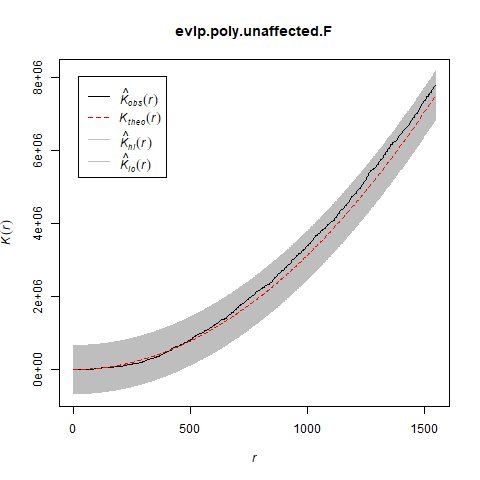 evlp.poly.unaffected.F
K̂obs(r)
Ktheo(r)
K̂hi(r)
K̂lo(r)
8e+06
6e+06
4e+06
2e+06
0e+00
K(r)
0 500 1000 1500
r